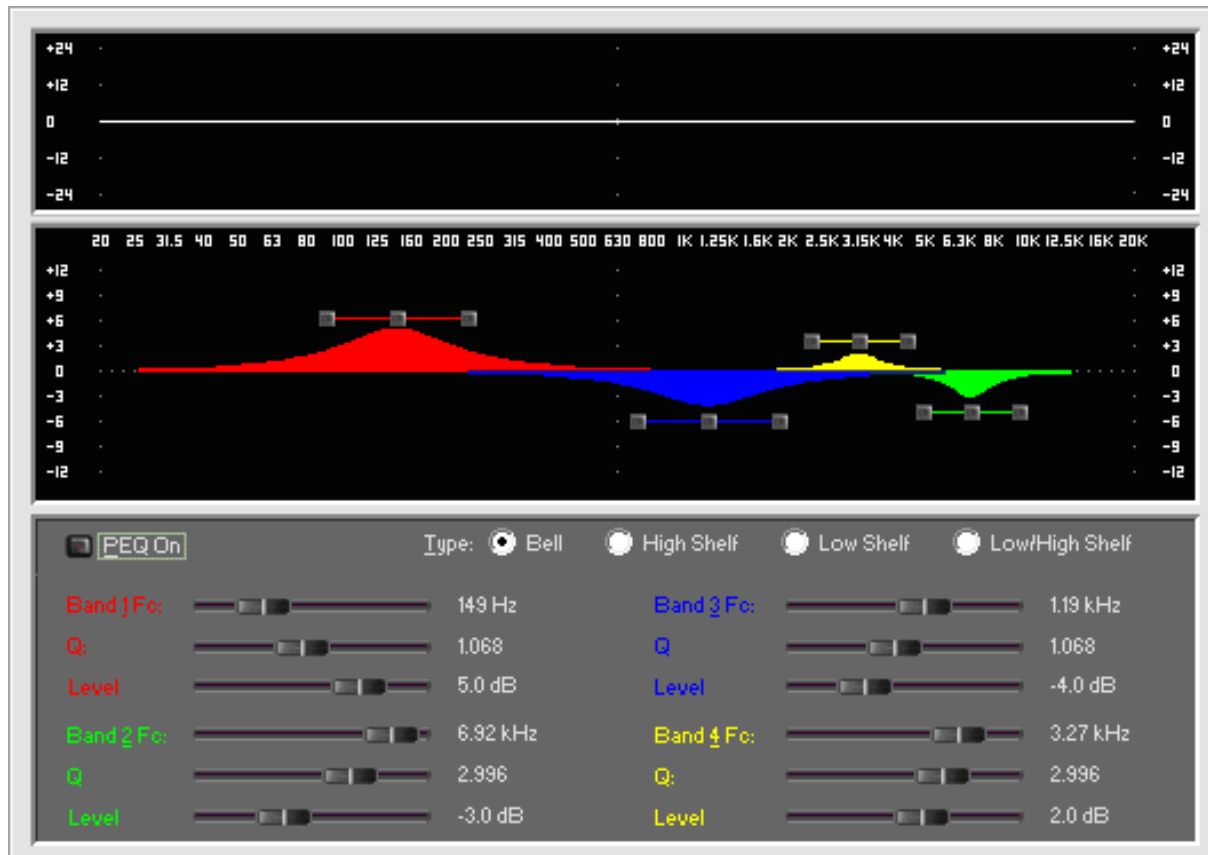 +24 +24
+12 +12
0 0
-12 -12
-24 -24
20 25 31.5 40 50 63 80 100 125 160 200 250 315 400 500 630 800 1K 1.25K 1.6K 2K 2.5K 3.15K 4K 5K 6.3K 8K 10K 12.5K 16K 20K
+12 +12
+9 +9
+6 +6
+3 +3
0 0
-3 -3
-6 -6
-9 -9
-12 -12
PEQ On Type: Bell High Shelf Low Shelf Low/High Shelf
Band 1 Fc: 149 Hz Band 3 Fc: 1.19 kHz
Q: 1.068 Q 1.068
Level 5.0 dB Level -4.0 dB
Band 2 Fc: 6.92 kHz Band 4 Fc: 3.27 kHz
Q 2.996 Q: 2.996
Level -3.0 dB Level 2.0 dB